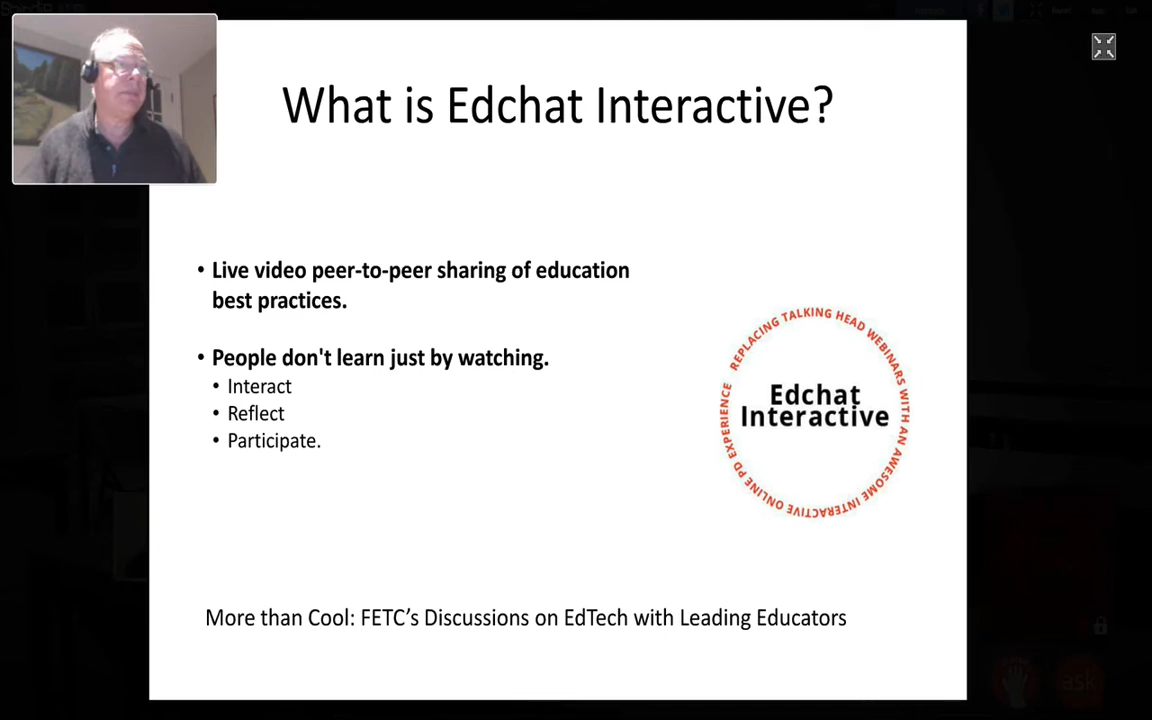 What is Edchat Interactive?
• Live video peer-to-peer sharing of education
best practices.
• People don't learn just by watching.
• Interact
• Reflect
• Participate.
REPLACING TALKING HEAD WEBINARS WITH AN AWESOME INTERACTIVE ONLINE PD EXPERIENCE
Edchat
Interactive
More than Cool: FETC’s Discussions on EdTech with Leading Educators
ask